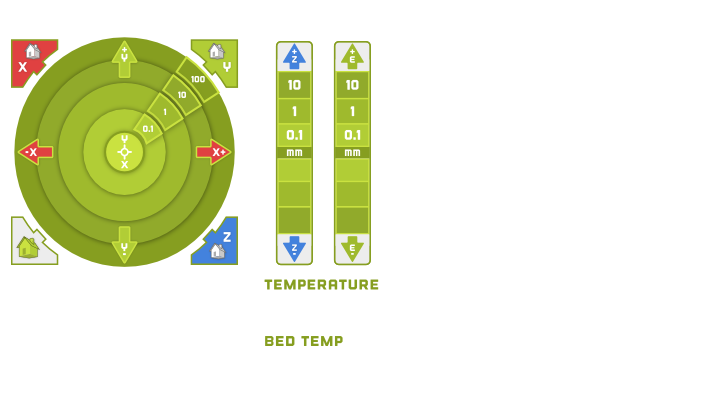 X
+
Y
Y
100
10
1
0.1
Y
X
-X
X+
Y
-
Z
+
Z
10
1
0.1
mm
Z
-
+
E
10
1
0.1
mm
E
-
TEMPERATURE
BED TEMP